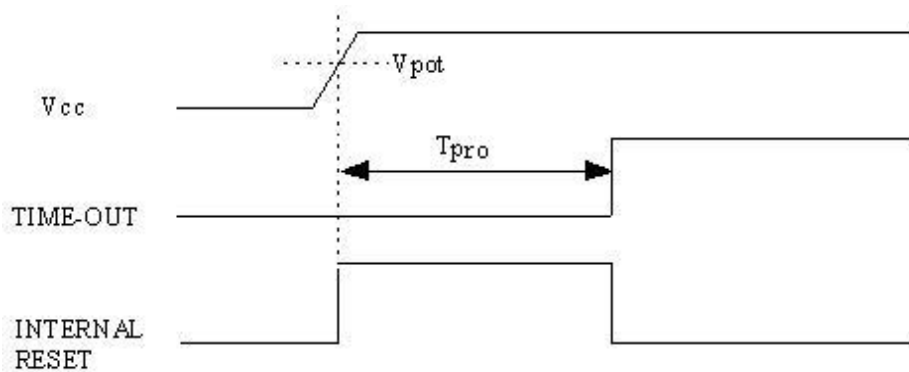 Vpot
Vcc
Tpro
TIME-OUT
INTERNAL
RESET